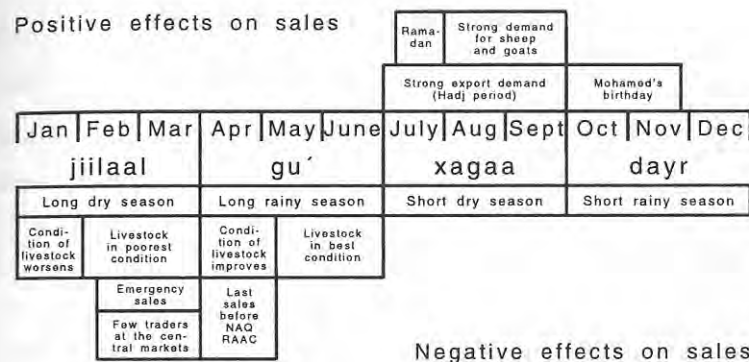 Positive effects on sales
Rama-
dan
Strong demand
for sheep
and goats
Strong export demand
(Hadj period)
Mohamed's
birthday
Jan Feb Mar Apr May June July Aug Sept Oct Nov Dec
jiilaal gu´ xagaa dayr
Long dry season Long rainy season Short dry season Short rainy season
Condi-
tion of
livestock
worsens
Livestock
in poorest
condition
Condition of
livestock
improves
Livestock
in best
condition
Emergency
sales
Few traders
at the cen-
tral markets
Last
sales
before
NAQ
RAAC
Negative effects on sales